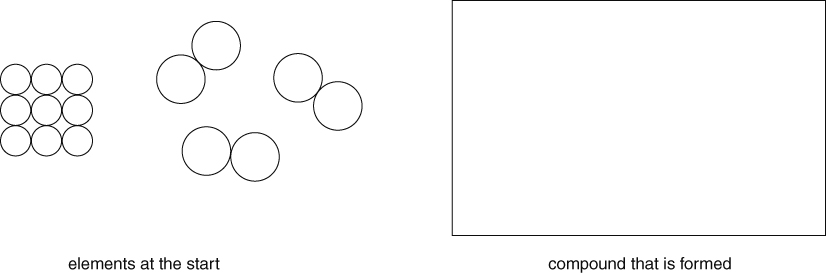 elements at the start
compound that is formed